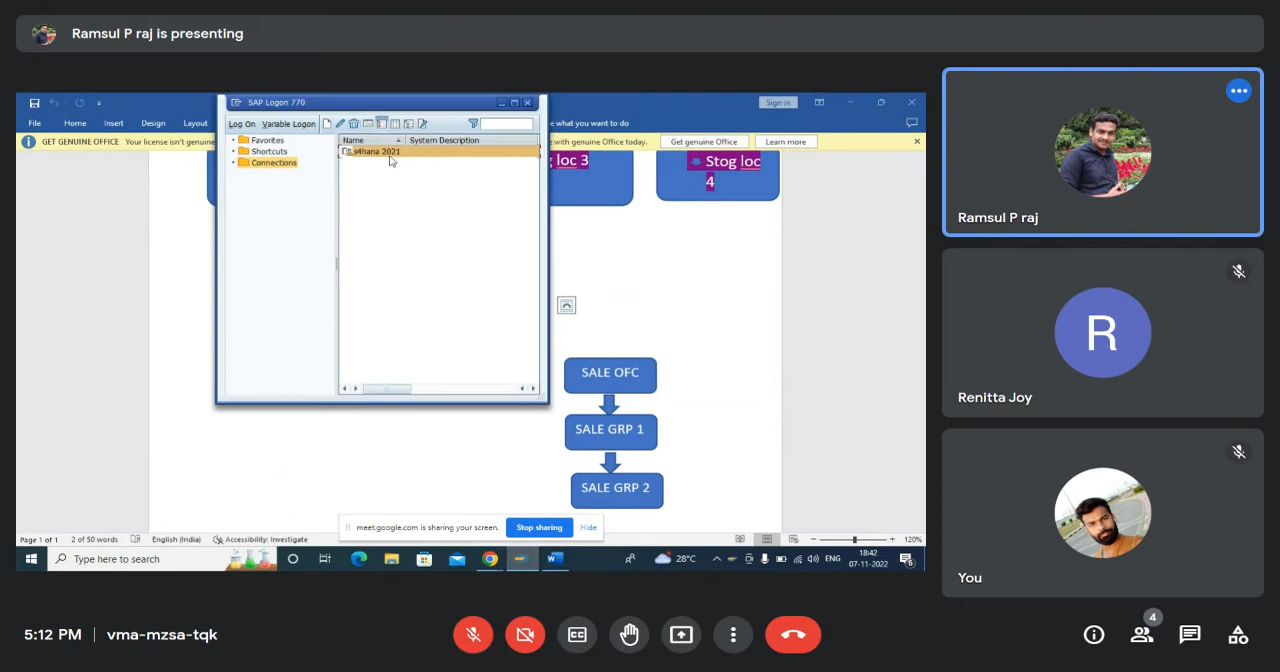 Ramsul P raj is presenting
SAP Logon 770
Sign in
File Home Insert Design Layout
e what you want to do
Log On Variable Logon
GET GENUINE OFFICE Your license isn't genuine
e with genuine Office today. Get genuine Office Learn more
Favorites
Shortcuts
Connections
Name System Description
s4hana 2021
loc 3
Stog loc
4
SALE OFC
SALE GRP 1
SALE GRP 2
meet.google.com is sharing your screen. Stop sharing Hide
Page 1 of 1 2 of 50 words English (India) Accessibility: Investigate 120%
Type here to search
28°C
ENG
18:42
07-11-2022
6
Ramsul P raj
R
Renitta Joy
You
5:12 PM vma-mzsa-tqk
CC
4